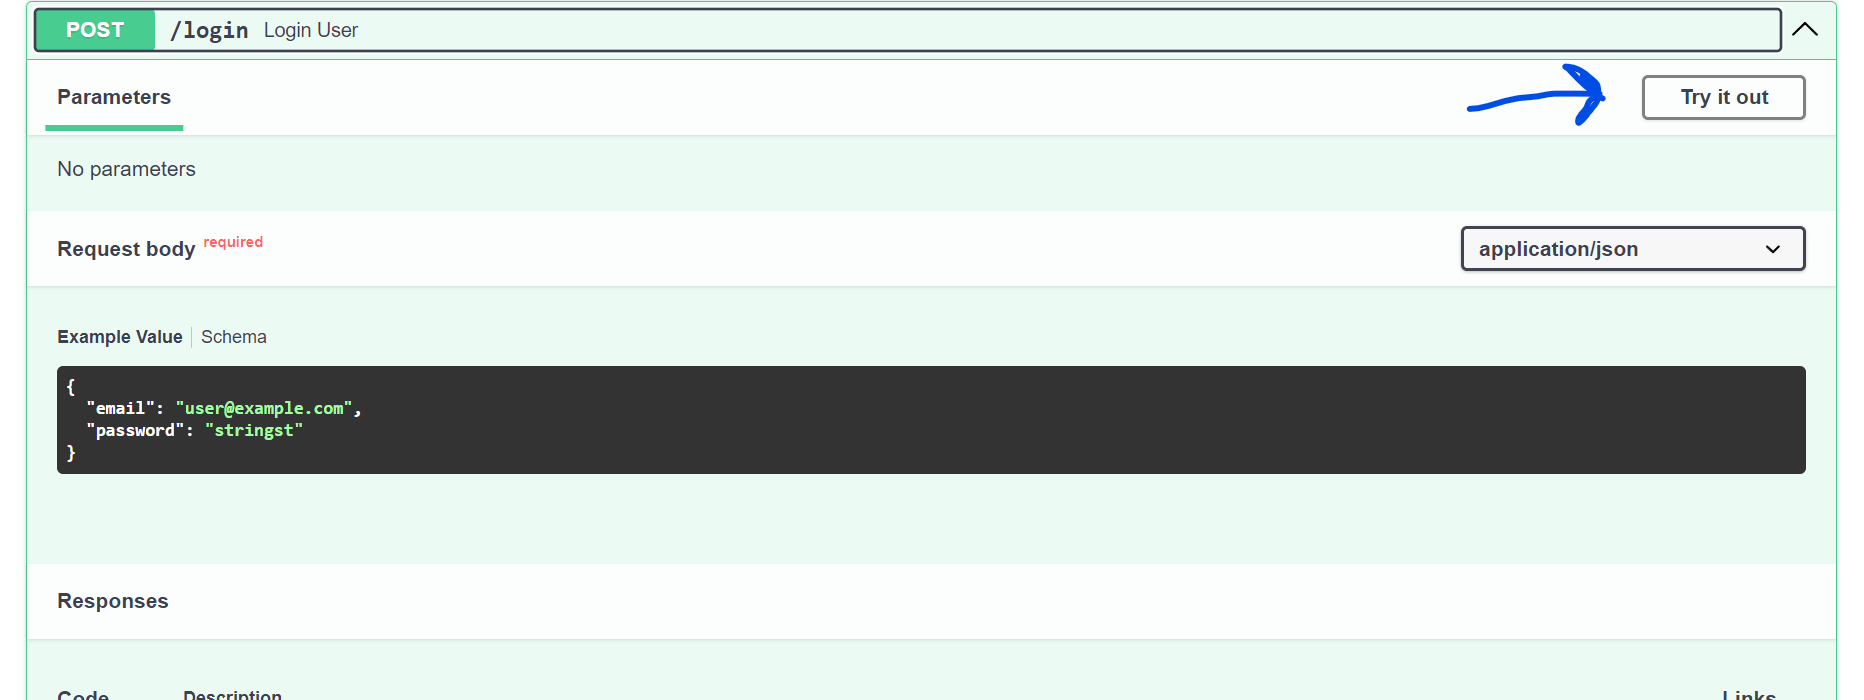 POST /login Login User
Parameters
Try it out
No parameters
Request body required
application/json
Example Value Schema
{
"email": "user@example.com",
"password": "stringst"
}
Responses
Code Description Links